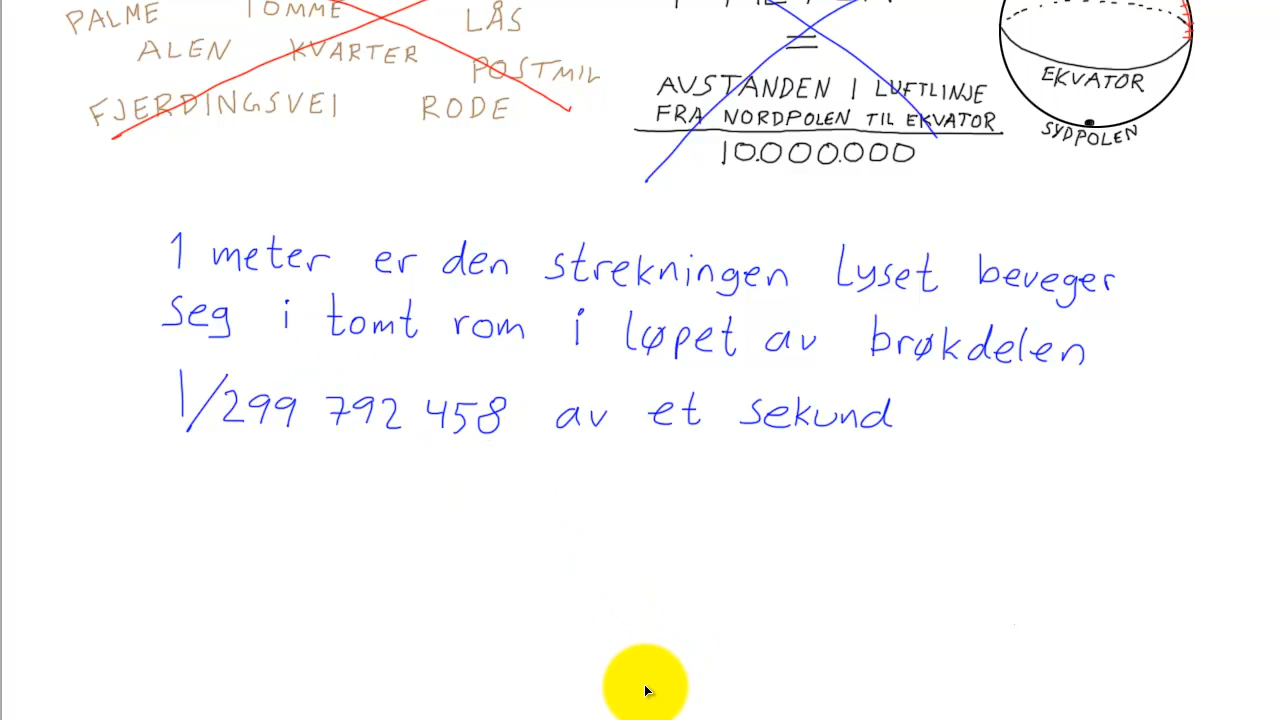 PALME TOMME LÅS
ALEN KVARTER POSTMIL
FJERDINGSVEI RODE
=
AVSTANDEN I LUFTLINJE
FRA NORDPOLEN TIL EKVATOR
10.000.000
EKVATOR
SYDPOLEN
1 meter er den strekningen lyset beveger
seg i tomt rom i løpet av brøkdelen
1/299 792 458 av et sekund